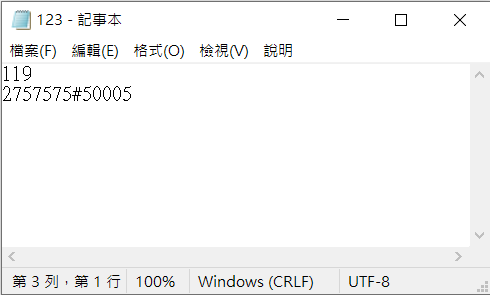 123 - 記事本
檔案(F) 編輯(E) 格式(O) 檢視(V) 說明
119
2757575#50005
第 3 列，第 1 行 100% Windows (CRLF) UTF-8